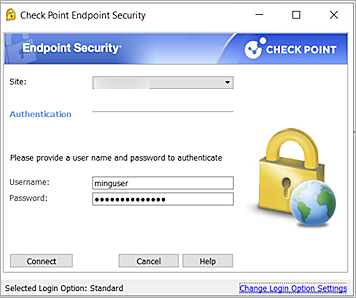 Check Point Endpoint Security
Endpoint Security
CHECK POINT
Site:
Authentication
Please provide a user name and password to authenticate
Username: minguser
Password: ••••••••••••••
Connect Cancel Help
Selected Login Option: Standard Change Login Option Settings